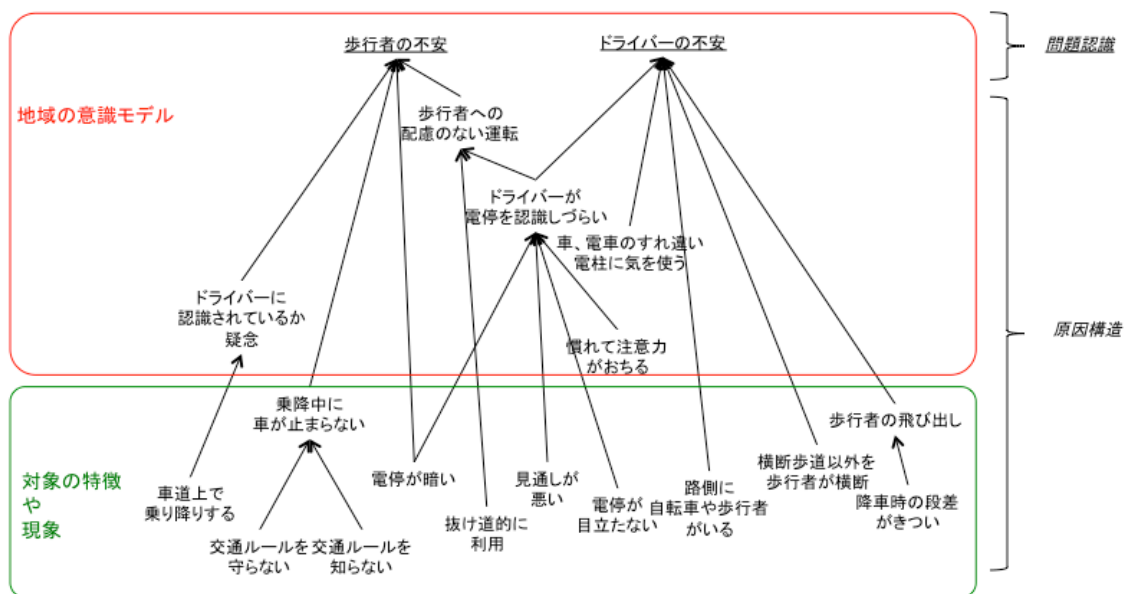 歩行者の不安
ドライバーの不安
問題認識
地域の意識モデル
歩行者への
配慮のない運転
ドライバーが
電停を認識しづらい
車、電車のすれ違い
電柱に気を使う
ドライバーに
認識されているか
疑念
慣れて注意力
がおちる
原因構造
対象の特徴
や
現象
乗降中に
車が止まらない
歩行者の飛び出し
車道上で
乗り降りする
電停が暗い
見通しが
悪い
電停が
目立たない
路側に
自転車や歩行者
がいる
横断歩道以外を
歩行者が横断
降車時の段差
がきつい
抜け道的に
利用
交通ルールを
守らない
交通ルールを
知らない